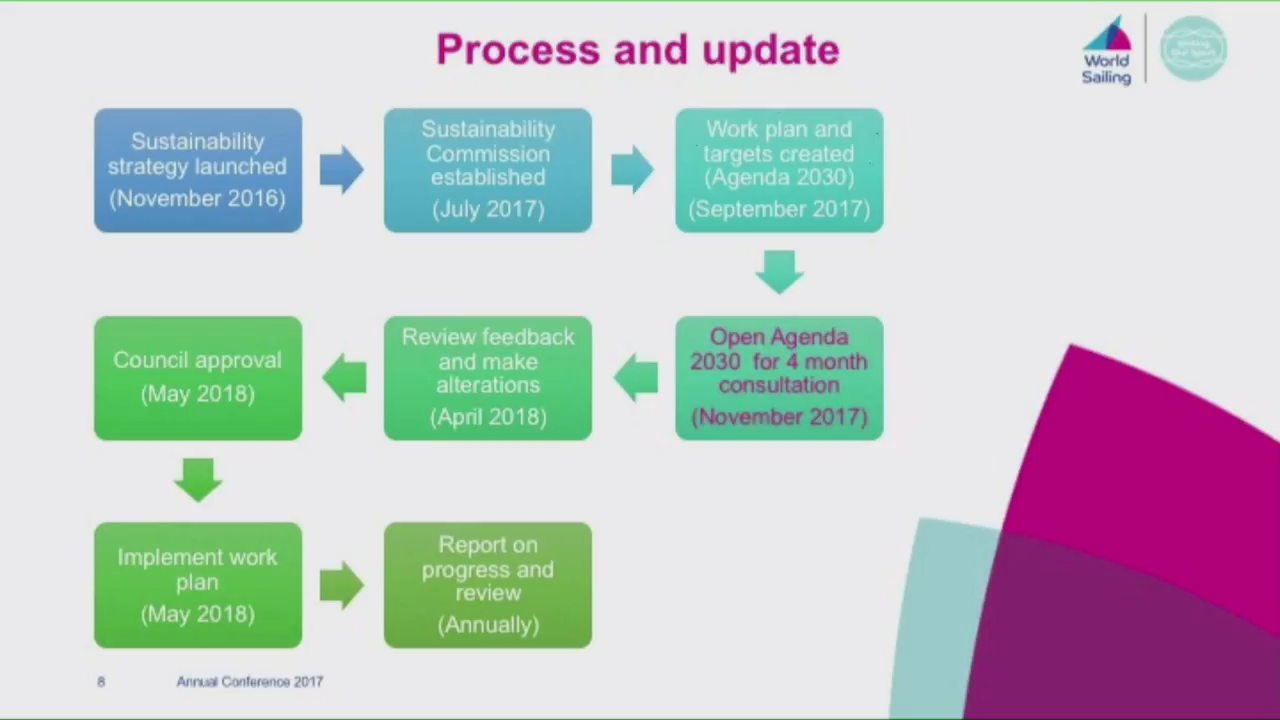 Process and update
World
Sailing
Sustainability
strategy launched
(November 2016)
Sustainability
Commission
established
(July 2017)
Work plan and
targets created
(Agenda 2030)
(September 2017)
Open Agenda
2030 for 4 month
consultation
(November 2017)
Review feedback
and make
alterations
(April 2018)
Council approval
(May 2018)
Implement work
plan
(May 2018)
Report on
progress and
review
(Annually)
8 Annual Conference 2017